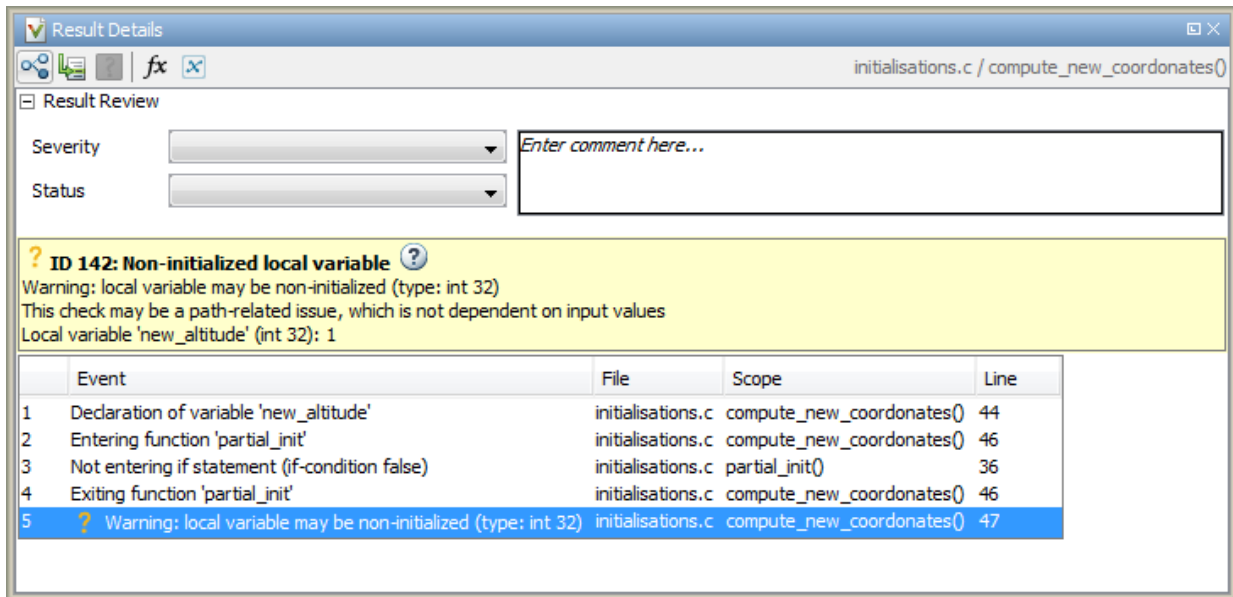 Result Details
fx x initialisations.c / compute_new_coordonates()
Result Review
Severity
Enter comment here...
Status
? ID 142: Non-initialized local variable ?
Warning: local variable may be non-initialized (type: int 32)
This check may be a path-related issue, which is not dependent on input values
Local variable 'new_altitude' (int 32): 1
Event File Scope Line
1 Declaration of variable 'new_altitude' initialisations.c compute_new_coordonates() 44
2 Entering function 'partial_init' initialisations.c compute_new_coordonates() 46
3 Not entering if statement (if-condition false) initialisations.c partial_init() 36
4 Exiting function 'partial_init' initialisations.c compute_new_coordonates() 46
5 ? Warning: local variable may be non-initialized (type: int 32) initialisations.c compute_new_coordonates() 47